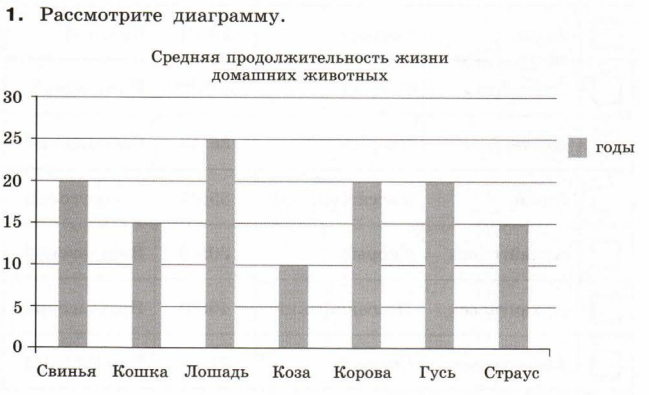 1. Рассмотрите диаграмму.
Средняя продолжительность жизни
домашних животных
30
25
20
15
10
5
0
годы
Свинья Кошка Лошадь Коза Корова Гусь Страус